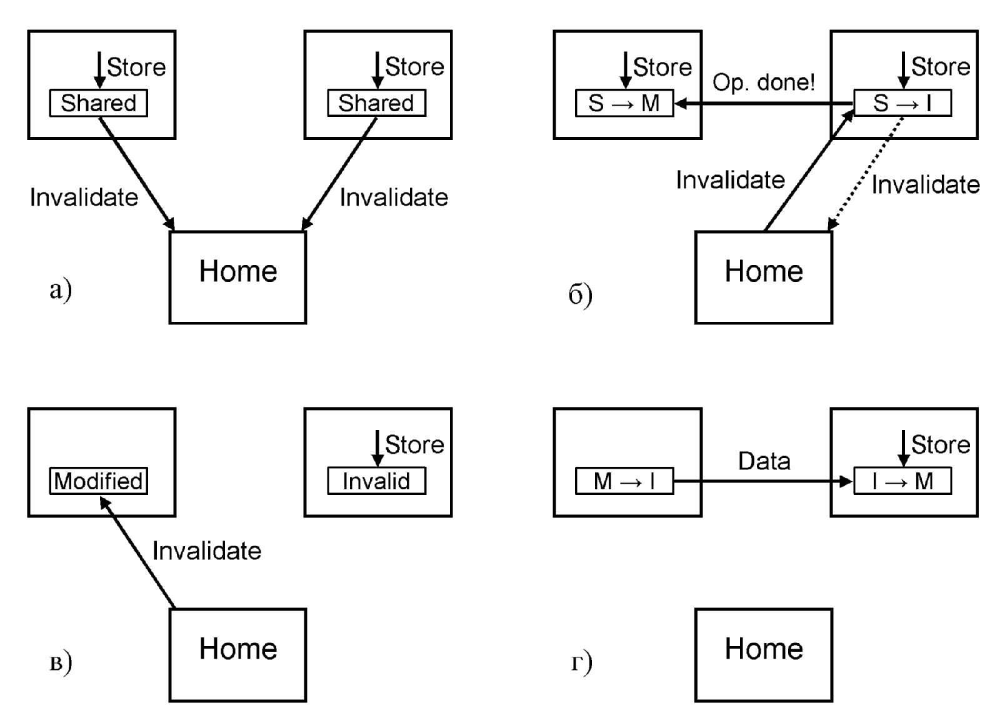 Store
Store
Shared
Shared
Invalidate
Invalidate
Home
а)
Store
Store
Op. done!
S → M
S → I
Invalidate
Invalidate
Home
б)
Store
Modified
Invalid
Invalidate
Home
в)
Store
Data
M → I
I → M
Home
г)